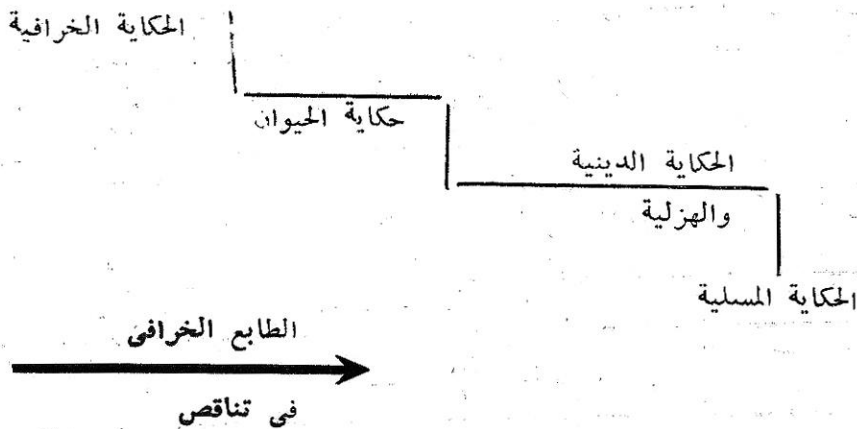 الحكاية الخرافية
حكاية الحيوان
الحكاية الدينية
والهزلية
الحكاية المسلية
الطابع الخرافى
فى تناقص